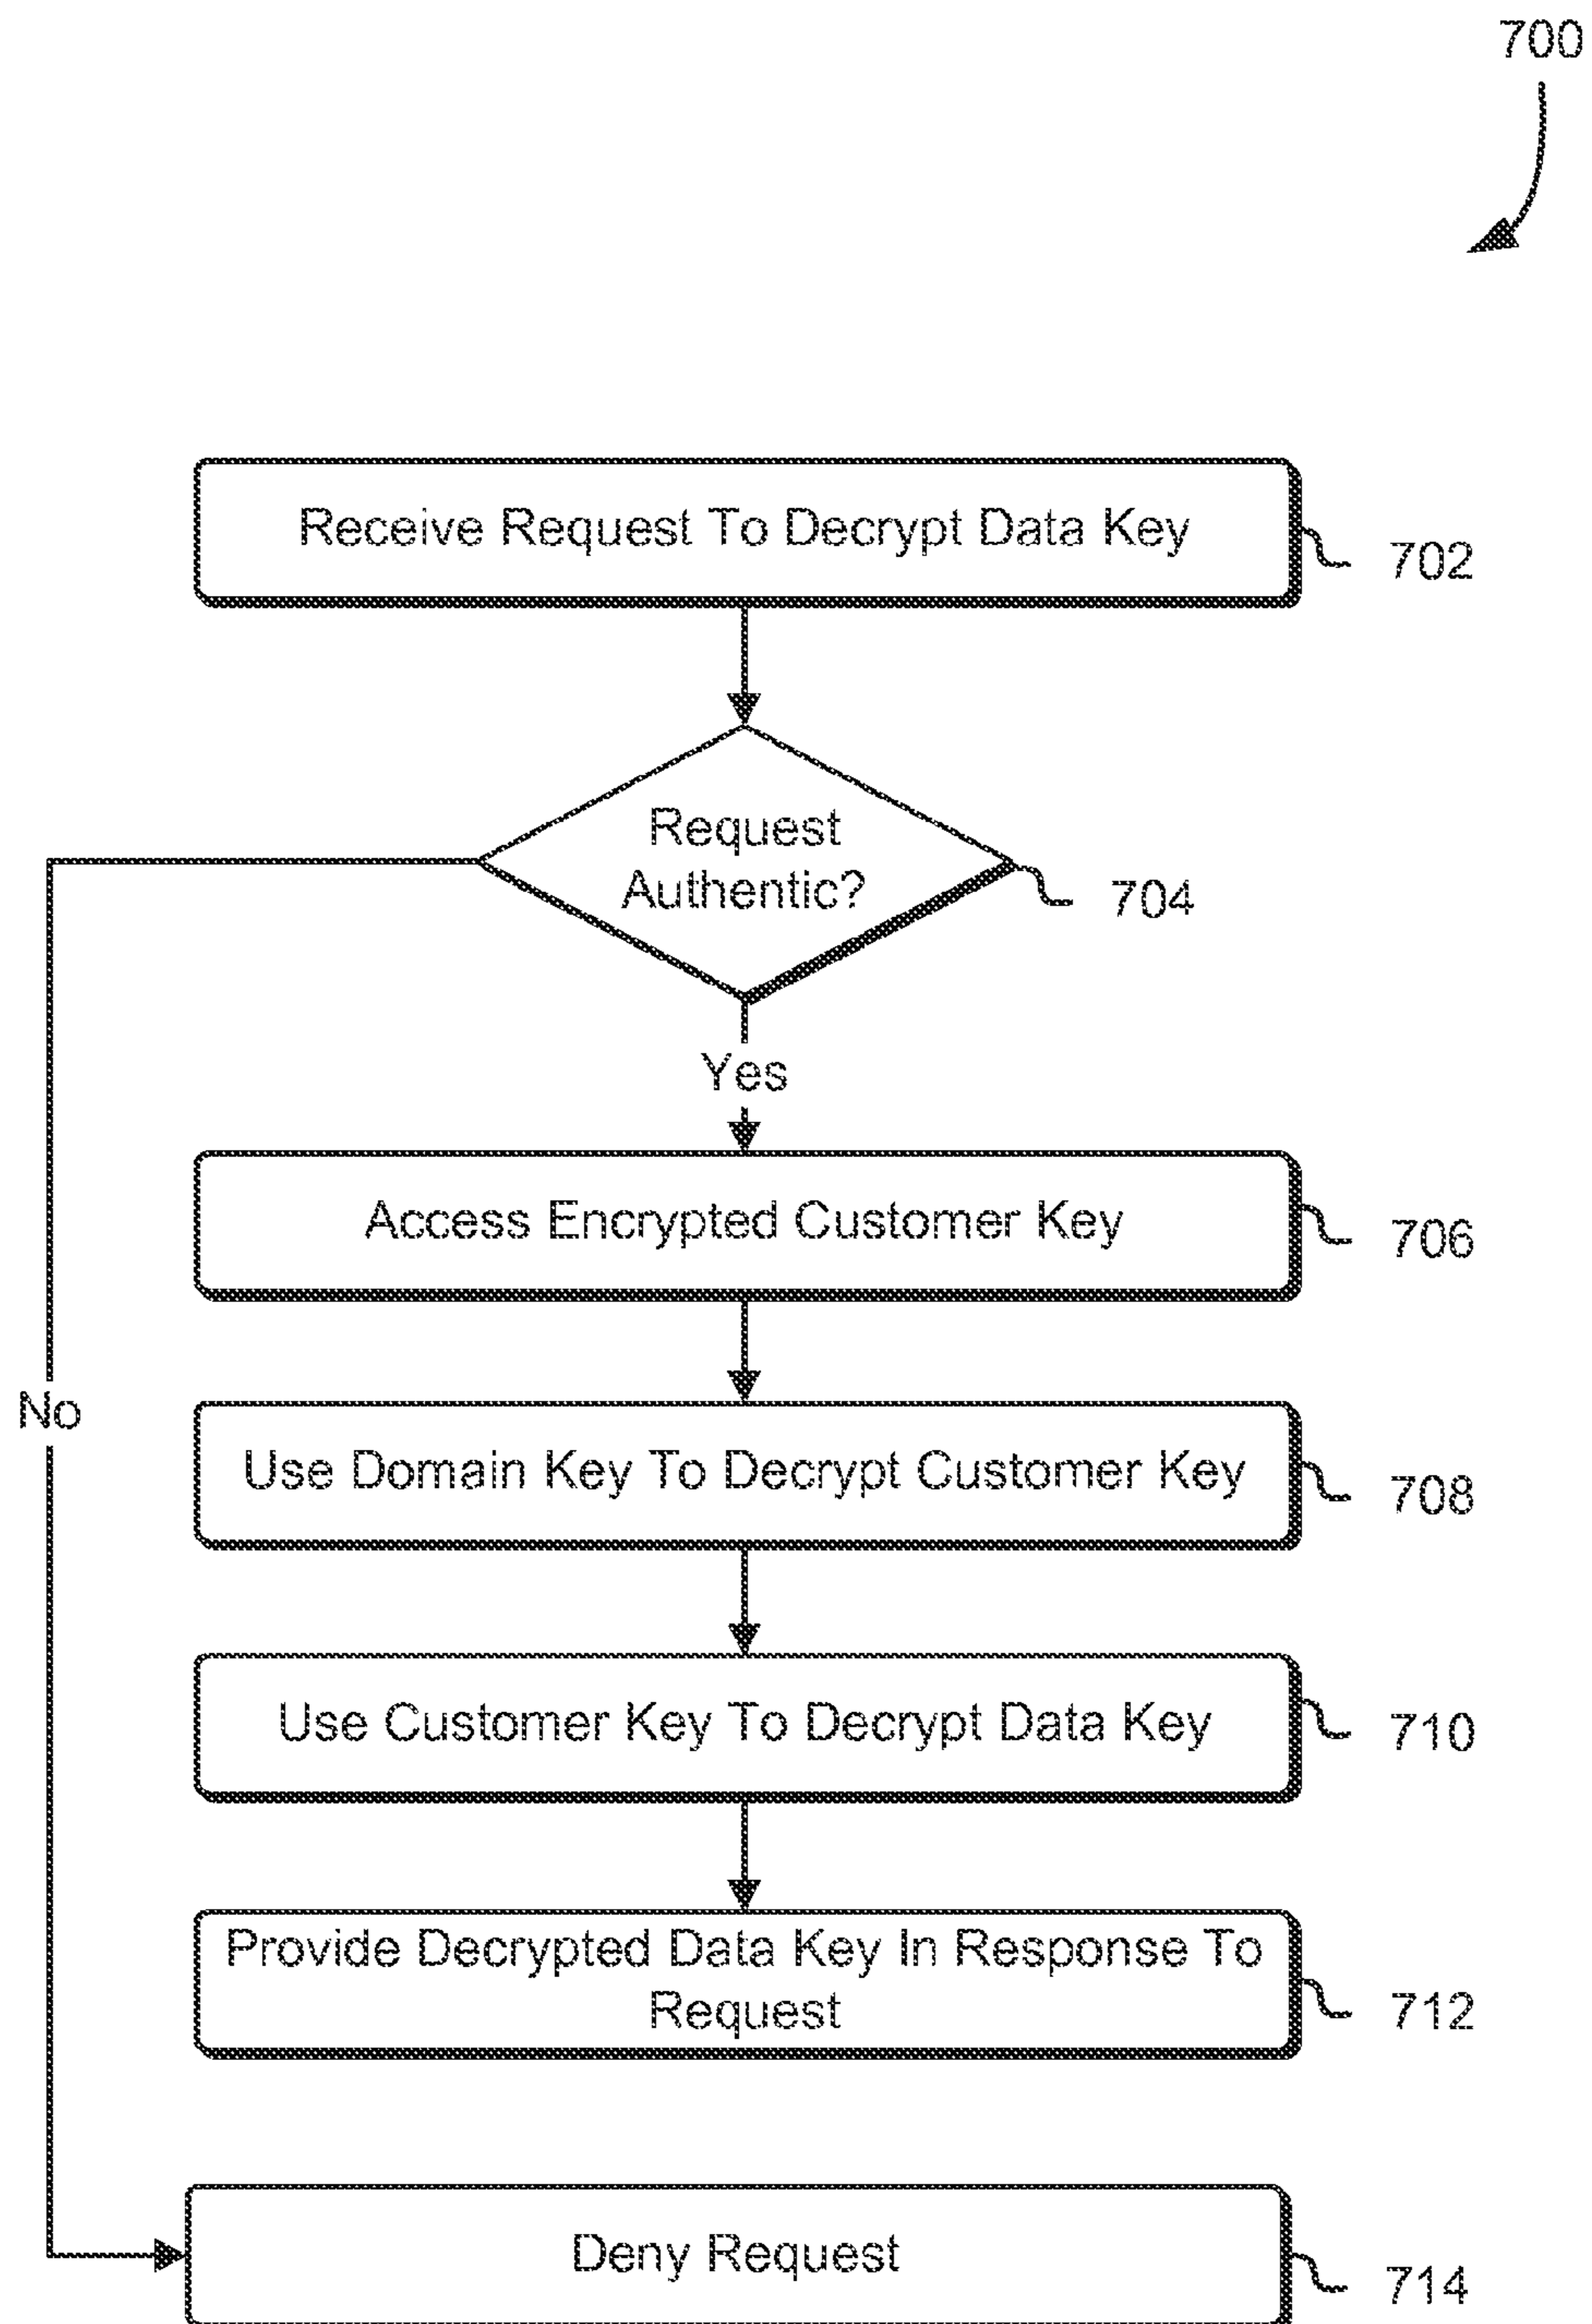 700
Receive Request To Decrypt Data Key
702
Request
Authentic?
704
Yes
Access Encrypted Customer Key
706
No
Use Domain Key To Decrypt Customer Key
708
Use Customer Key To Decrypt Data Key
710
Provide Decrypted Data Key In Response To
Request
712
Deny Request
714